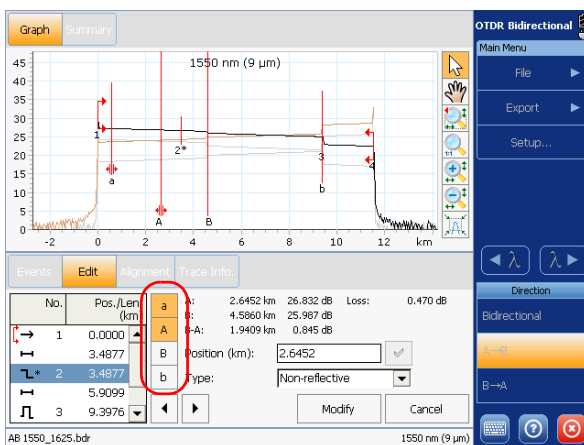 Graph Summary
OTDR Bidirectional
Main Menu
File
Export
Setup...
1550 nm (9 µm)
45
40
35
30
25
20
15
10
5
0
1
2*
3
4
a
A
B
b
-2 0 2 4 6 8 10 12 km
λ λ
Direction
Bidirectional
A→B
B→A
Events Edit Alignment Trace Info.
No. Pos./Len
(km
1 0.0000
3.4877
* 2 3.4877
5.9099
3 9.3976
a
A
B
b
A: 2.6452 km 26.832 dB Loss: 0.470 dB
B: 4.5860 km 25.987 dB
B-A: 1.9409 km 0.845 dB
Position (km): 2.6452
Type: Non-reflective
Modify Cancel
AB 1550_1625.bdr 1550 nm (9 µm)